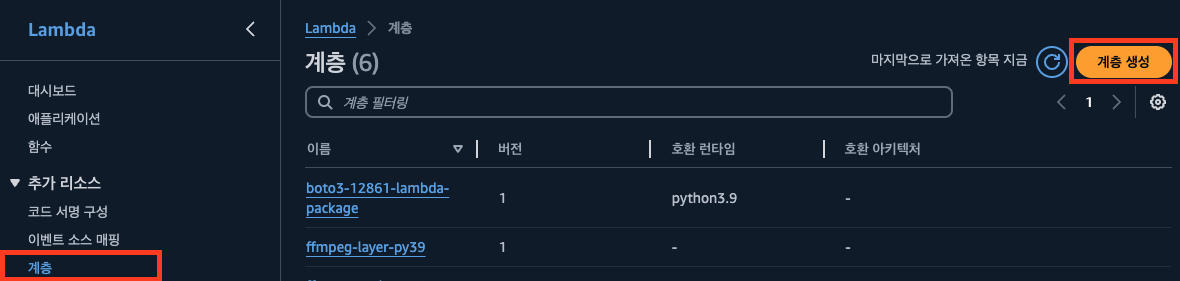 Lambda
대시보드
애플리케이션
함수
추가 리소스
코드 서명 구성
이벤트 소스 매핑
계층
Lambda > 계층
계층 (6)
마지막으로 가져온 항목 지금
계층 생성
계층 필터링
1
이름 버전 호환 런타임 호환 아키텍처
boto3-12861-lambda-
package 1 python3.9 -
ffmpeg-layer-py39 1 - -